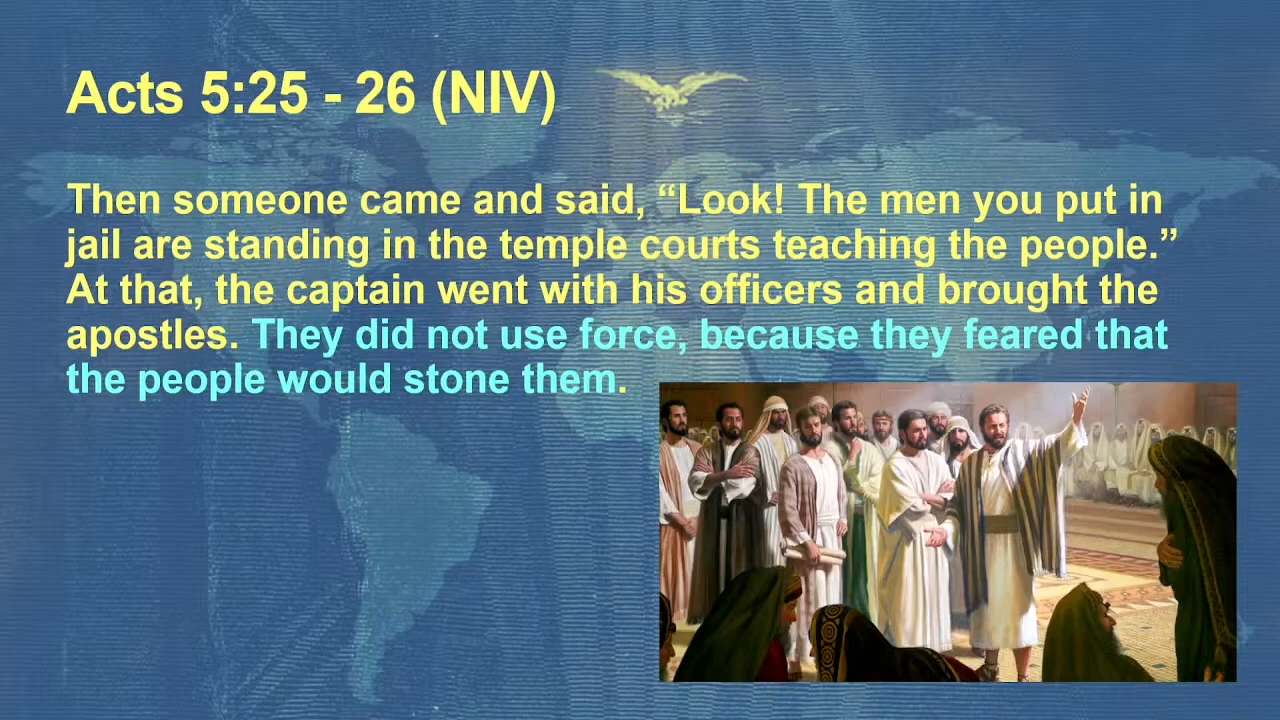 Acts 5:25 - 26 (NIV)
Then someone came and said, “Look! The men you put in
jail are standing in the temple courts teaching the people.”
At that, the captain went with his officers and brought the
apostles. They did not use force, because they feared that
the people would stone them.